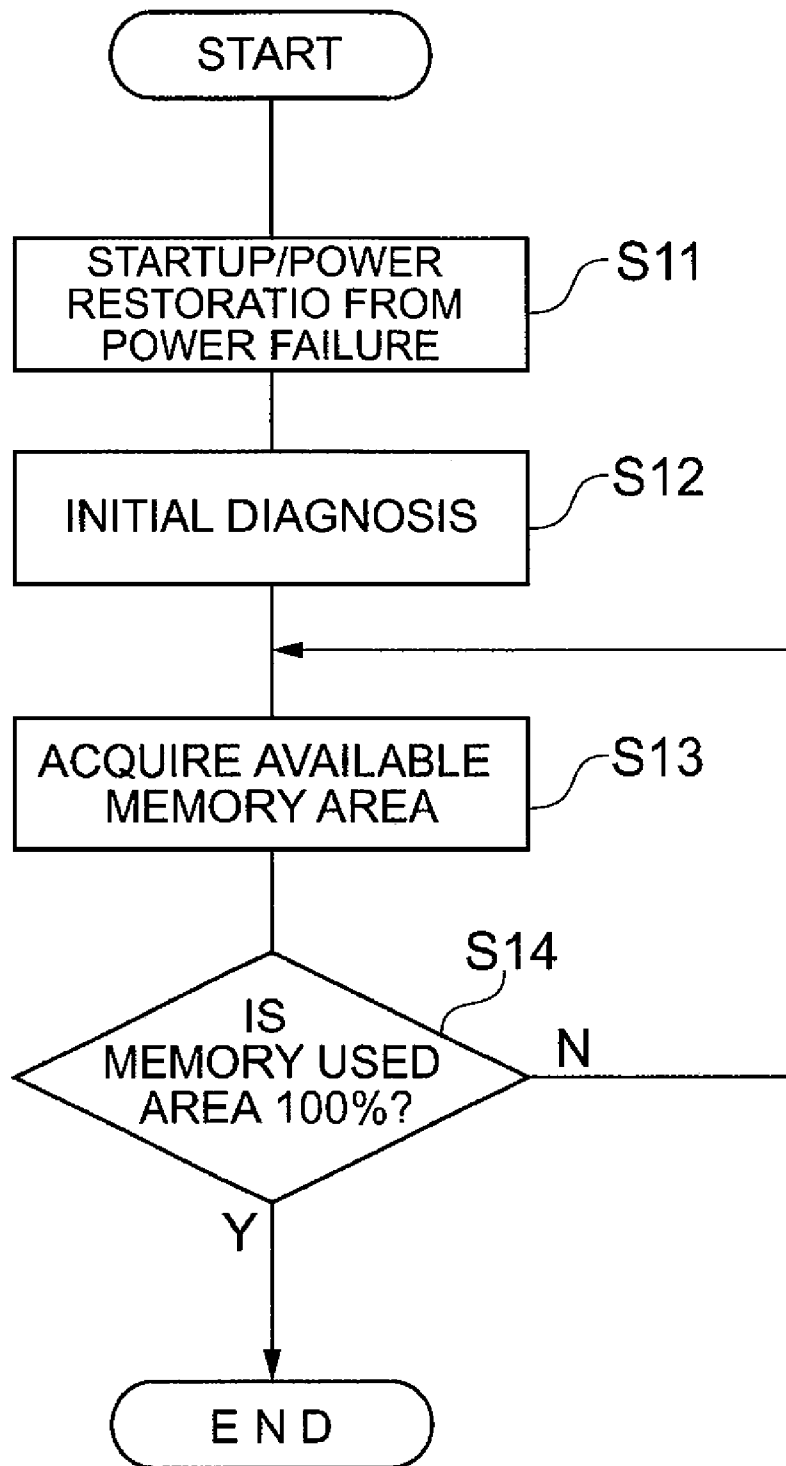 START
STARTUP/POWER
RESTORATIO FROM
POWER FAILURE
S11
INITIAL DIAGNOSIS
S12
ACQUIRE AVAILABLE
MEMORY AREA
S13
S14
IS
MEMORY USED
AREA 100%?
N
Y
END